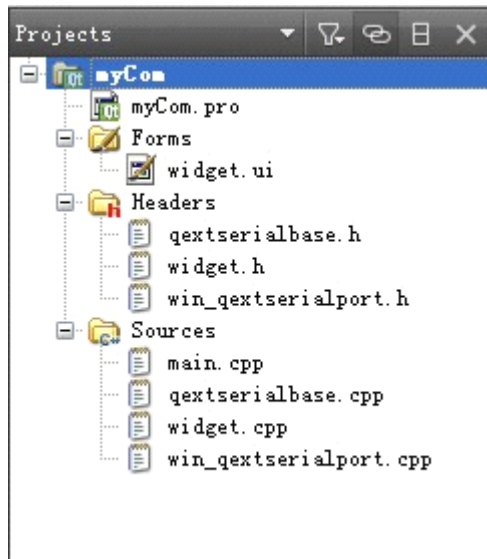 Projects
myCom
myCom.pro
Forms
widget.ui
Headers
qextserialbase.h
widget.h
win_qextserialport.h
Sources
main.cpp
qextserialbase.cpp
widget.cpp
win_qextserialport.cpp